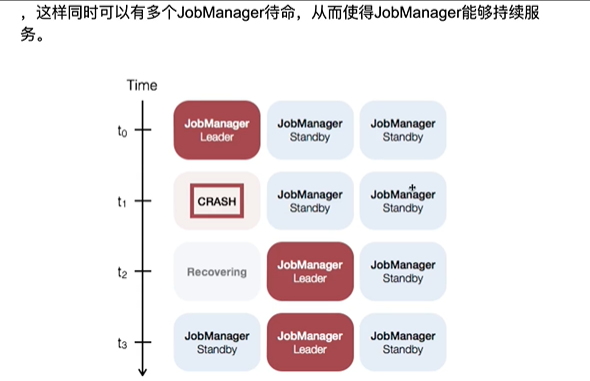 ，这样同时可以有多个JobManager待命，从而使得JobManager能够持续服
务。
Time
t0
JobManager
Leader
JobManager
Standby
JobManager
Standby
t1
CRASH
JobManager
Standby
JobManager
Standby
t2
Recovering
JobManager
Leader
JobManager
Standby
t3
JobManager
Standby
JobManager
Leader
JobManager
Standby